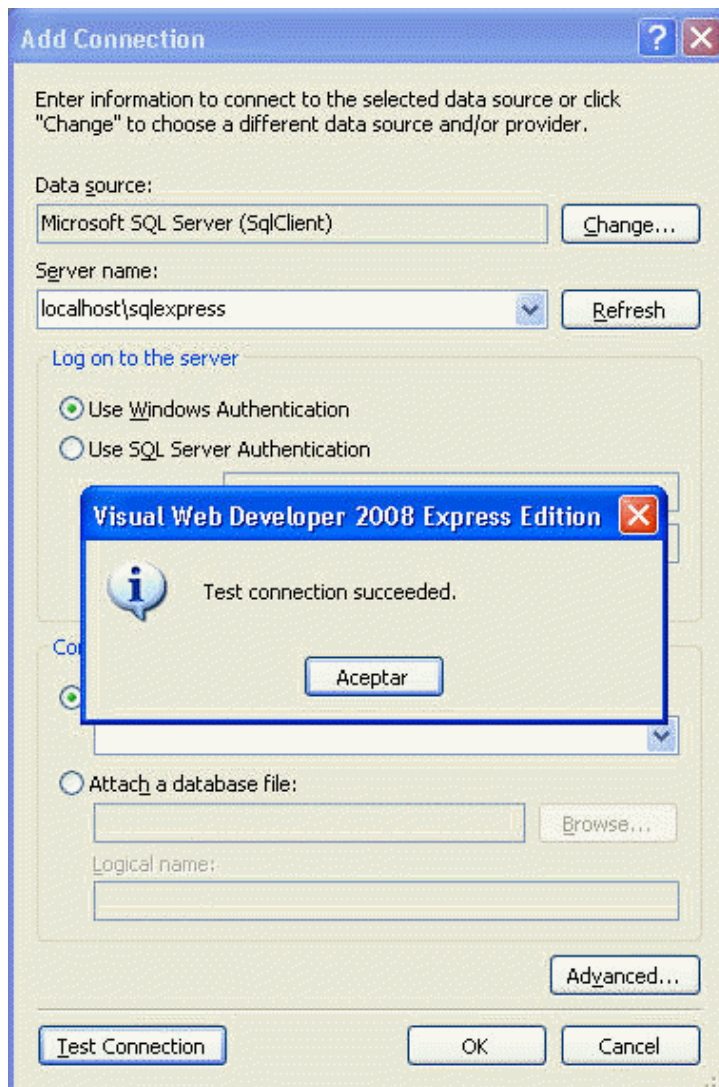 Add Connection
Enter information to connect to the selected data source or click
"Change" to choose a different data source and/or provider.
Data source:
Microsoft SQL Server (SqlClient)
Change...
Server name:
localhost\sqlexpress
Refresh
Log on to the server
Use Windows Authentication
Use SQL Server Authentication
Visual Web Developer 2008 Express Edition
Test connection succeeded.
Aceptar
Attach a database file:
Browse...
Logical name:
Advanced...
Test Connection
OK
Cancel